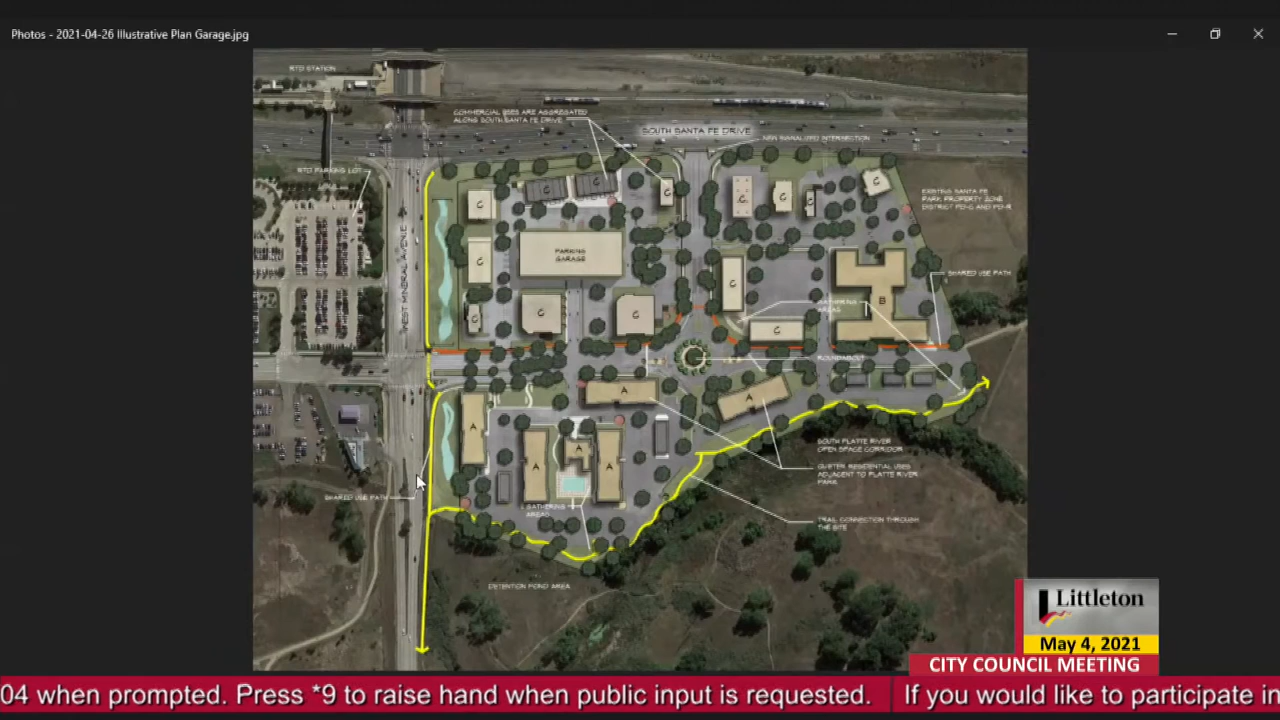 Photos - 2021-04-26 Illustrative Plan Garage.jpg
RTD STATION
COMMERCIAL USES ARE AGGREGATED
ALONG SOUTH SANTA FE DRIVE
SOUTH SANTA FE DRIVE
NEW SIGNALIZED INTERSECTION
RTD PARKING LOT
EXISTING SANTA FE
PARK PROPERTY ZONE
DISTRICT PD-C AND PD-R
WEST MINERAL AVENUE
C
C
C
C
C
C
C
C
C
PARKING
GARAGE
C
C
SHARED USE PATH
B
GATHERING
AREAS
C
C
C
C
ROUNDABOUT
A
A
A
A
A
A
SOUTH PLATTE RIVER
OPEN SPACE CORRIDOR
QUIETER RESIDENTIAL USES
ADJACENT TO PLATTE RIVER
PARK
SHARED USE PATH
GATHERING
AREAS
TRAIL CONNECTION THROUGH
THE SITE
DETENTION POND AREA
Littleton
May 4, 2021
CITY COUNCIL MEETING
04 when prompted. Press *9 to raise hand when public input is requested.
If you would like to participate in